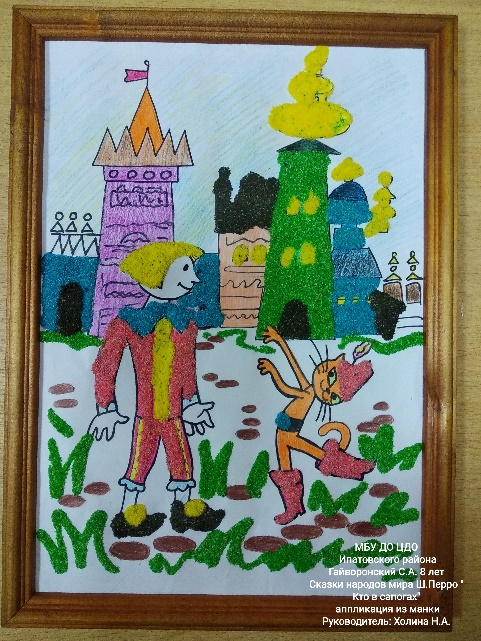 МБУ ДО ЦДО
Ипатовского района
Гайворонский С.А. 8 лет
Сказки народов мира Ш.Перро "
Кто в сапогах"
аппликация из манки
Руководитель: Холина Н.А.